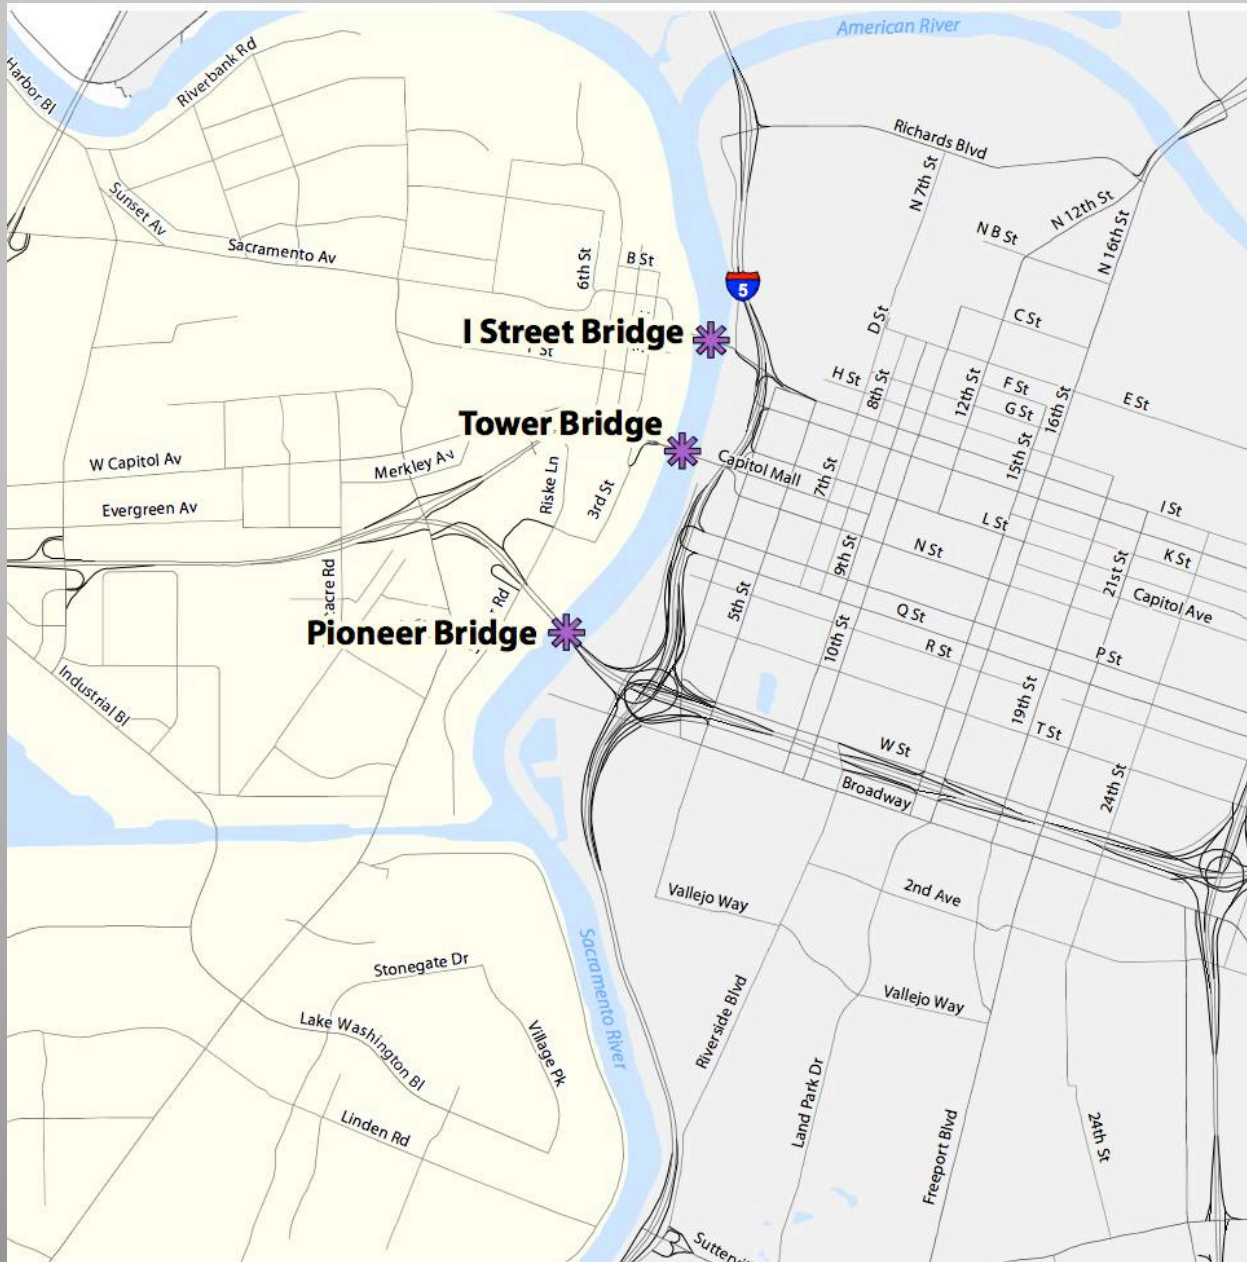 American River
Harbor Bl
Riverbank Rd
Richards Blvd
N 7th St
N 12th St
N B St
N 16th St
Sunset Av
Sacramento Av
6th St
B St
5
C St
D St
I Street Bridge
St
H St
8th St
12th St
F St
G St
16th St
E St
Tower Bridge
W Capitol Av
Merkley Av
Riske Ln
3rd St
Capitol Mall
7th St
15th St
I St
Evergreen Av
L St
N St
9th St
K St
21st St
Capitol Ave
acre Rd
Rd
5th St
Q St
10th St
R St
P St
Pioneer Bridge
Industrial Bl
19th St
T St
W St
Broadway
24th St
Vallejo Way
2nd Ave
Sacramento River
Stonegate Dr
Lake Washington Bl
Village Pk
Linden Rd
Riverside Blvd
Vallejo Way
Land Park Dr
Freeport Blvd
24th St